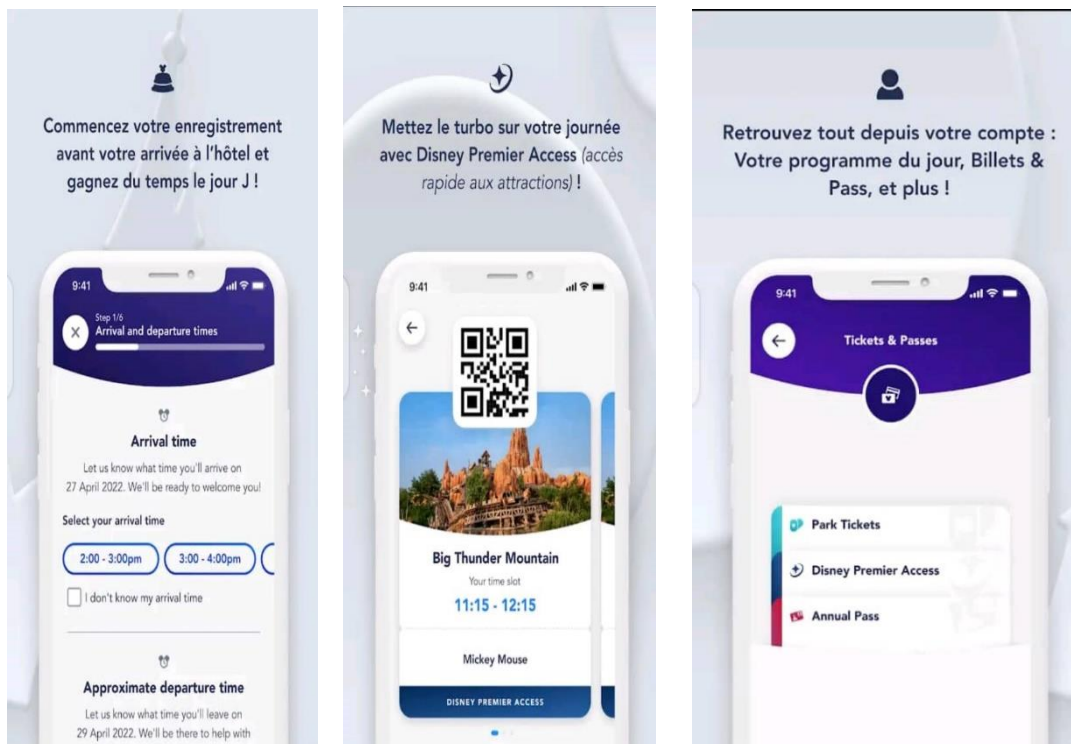 Commencez votre enregistrement
avant votre arrivée à l'hôtel et
gagnez du temps le jour J !
9:41
Step 1/6
Arrival and departure times
Arrival time
Let us know what time you'll arrive on
27 April 2022. We'll be ready to welcome you!
Select your arrival time
2:00 - 3:00pm
3:00 - 4:00pm
I don't know my arrival time
Approximate departure time
Let us know what time you'll leave on
29 April 2022. We'll be there to help with
Mettez le turbo sur votre journée
avec Disney Premier Access (accès
rapide aux attractions) !
9:41
Big Thunder Mountain
Your time slot
11:15 - 12:15
Mickey Mouse
DISNEY PREMIER ACCESS
Retrouvez tout depuis votre compte :
Votre programme du jour, Billets &
Pass, et plus !
9:41
Tickets & Passes
Park Tickets
Disney Premier Access
Annual Pass